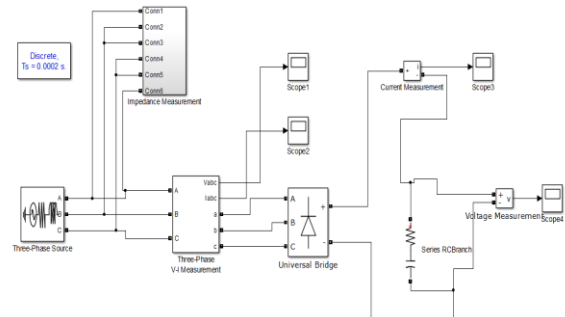 Discrete,
Ts = 0.0002 s.
Conn1
Conn2
Conn3
Conn4
Conn5
Conn6
Impedance Measurement
Scope1
Scope2
i
+
-
Current Measurement
Scope3
A
B
C
Three-Phase Source
A
B
C
Vabc
Iabc
a
b
c
Three-Phase
V-I Measurement
A
B
C
+
-
Universal Bridge
Series RCBranch
+
-
v
Voltage Measurement
Scope4